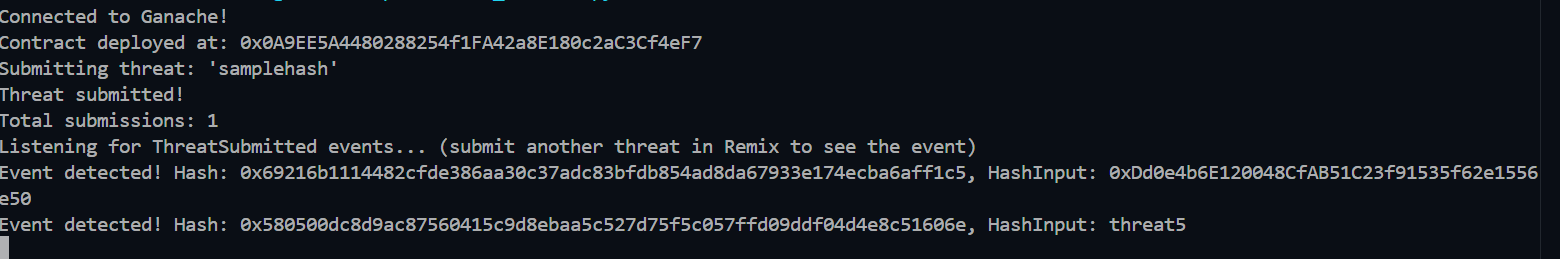 Connected to Ganache!
Contract deployed at: 0x0A9EE5A4480288254f1FA42a8E180c2aC3Cf4eF7
Submitting threat: 'samplehash'
Threat submitted!
Total submissions: 1
Listening for ThreatSubmitted events... (submit another threat in Remix to see the event)
Event detected! Hash: 0x69216b1114482cfde386aa30c37adc83bfdb854ad8da67933e174ecba6aff1c5, HashInput: 0xDd0e4b6E120048CfAB51C23f91535f62e1556
e50
Event detected! Hash: 0x580500dc8d9ac87560415c9d8ebaa5c527d75f5c057ffd09ddf04d4e8c51606e, HashInput: threat5